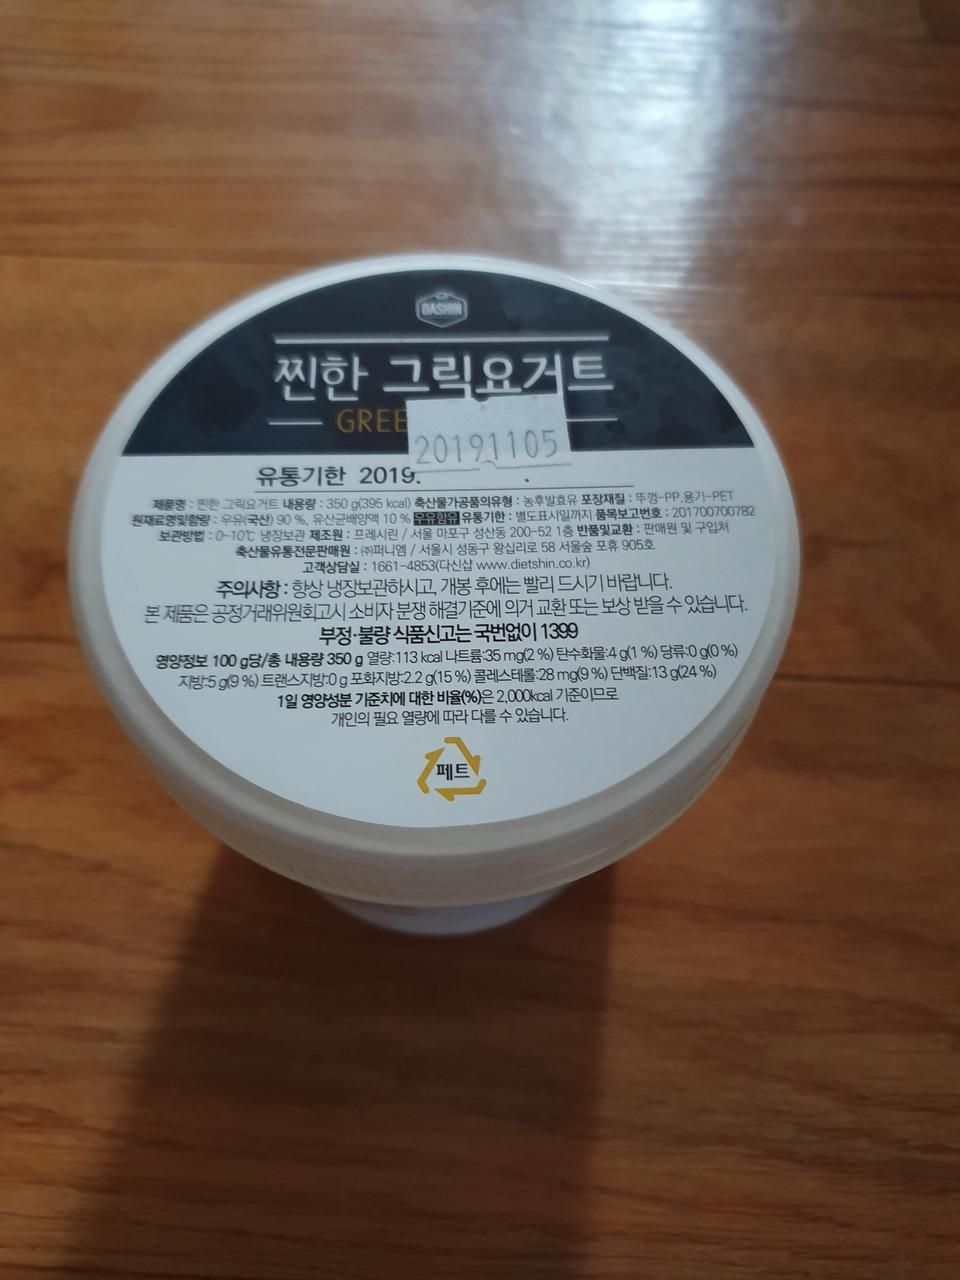 DASHIN
찐한 그릭요거트
GREE
20191105
유통기한 2019.
제품명 : 찐한 그릭요거트 내용량 : 350 g(395 kcal) 축산물가공품의유형 : 농후발효유 포장재질 : 뚜껑-PP,용기-PET
원재료명및함량 : 우유(국산) 90 %, 유산균배양액 10 % 우유함유 유통기한 : 별도표시일까지 품목보고번호 : 201700700782
보관방법 : 0~10℃ 냉장보관 제조원 : 프레시린 / 서울 마포구 성산동 200-52 1층 반품및교환 : 판매원 및 구입처
축산물유통전문판매원 : ㈜퍼니엠 / 서울시 성동구 왕십리로 58 서울숲 포휴 905호
고객상담실 : 1661-4853(다신샵 www.dietshin.co.kr)
주의사항 : 항상 냉장보관하시고, 개봉 후에는 빨리 드시기 바랍니다.
본 제품은 공정거래위원회고시 소비자 분쟁 해결기준에 의거 교환 또는 보상 받을 수 있습니다.
부정·불량 식품신고는 국번없이 1399
영양정보 100 g당/총 내용량 350 g 열량:113 kcal 나트륨:35 mg(2 %) 탄수화물:4 g(1 %) 당류:0 g(0 %)
지방:5 g(9 %) 트랜스지방:0 g 포화지방:2.2 g(15 %) 콜레스테롤:28 mg(9 %) 단백질:13 g(24 %)
1일 영양성분 기준치에 대한 비율(%)은 2,000kcal 기준이므로
개인의 필요 열량에 따라 다를 수 있습니다.
페트